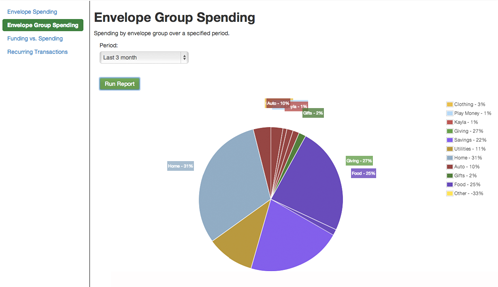 Envelope Spending
Envelope Group Spending
Funding vs. Spending
Recurring Transactions
Envelope Group Spending
Spending by envelope group over a specified period.
Period:
Last 3 month
Run Report
Auto - 10%
- 1%
Gifts - 2%
Home - 31%
Giving - 27%
Food - 25%
Clothing - 3%
Play Money - 1%
Kayla - 1%
Giving - 27%
Savings - 22%
Utilities - 11%
Home - 31%
Auto - 10%
Gifts - 2%
Food - 25%
Other - -33%